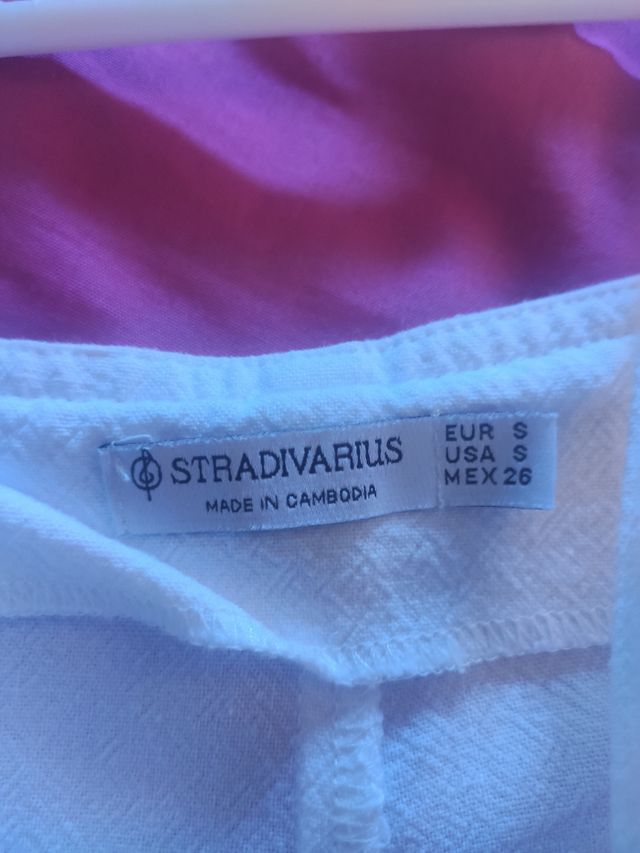 STRADIVARIUS
MADE IN CAMBODIA
EUR S
USA S
MEX 26